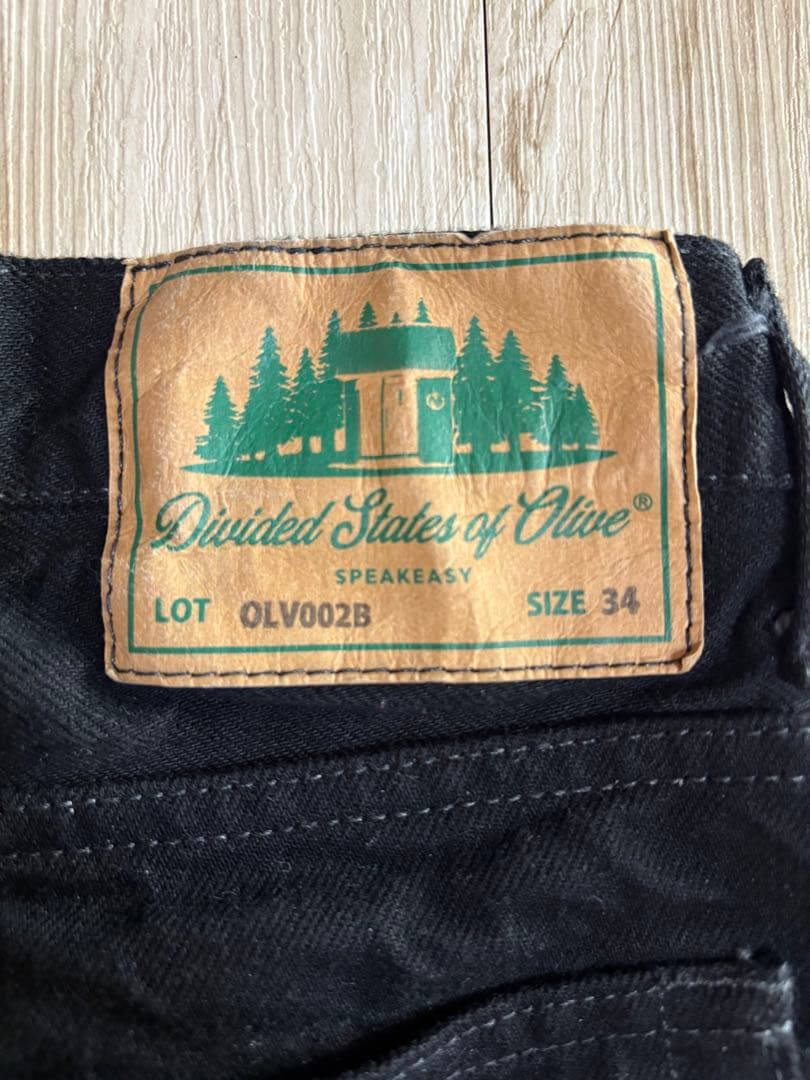 Divided States of Olive®
SPEAKEASY
LOT OLV002B SIZE 34